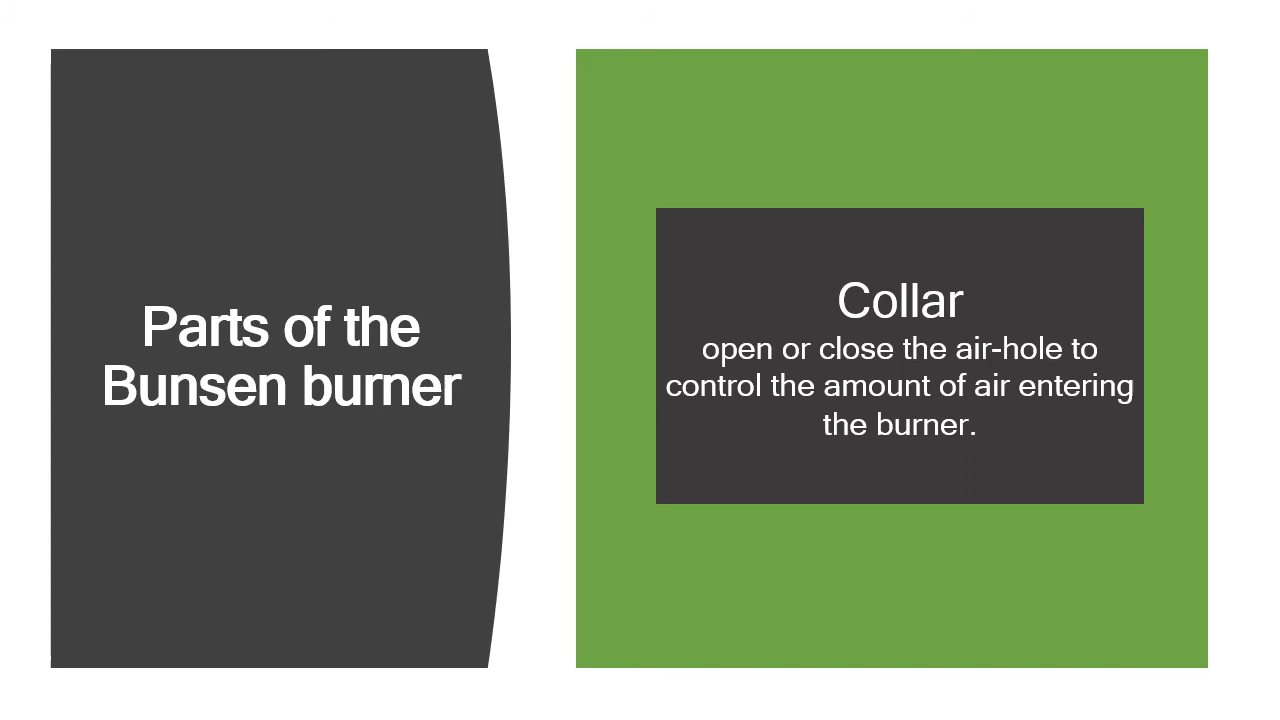 Parts of the
Bunsen burner
Collar
open or close the air-hole to
control the amount of air entering
the burner.